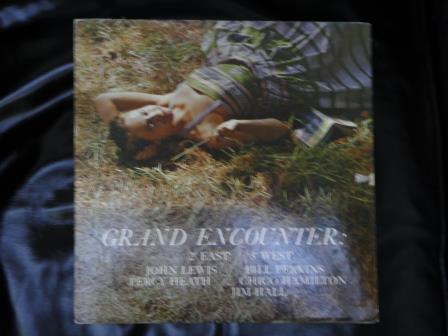 GRAND ENCOUNTER:
2 EAST 3 WEST
JOHN LEWIS BILL PERKINS
PERCY HEATH CHICO HAMILTON
JIM HALL